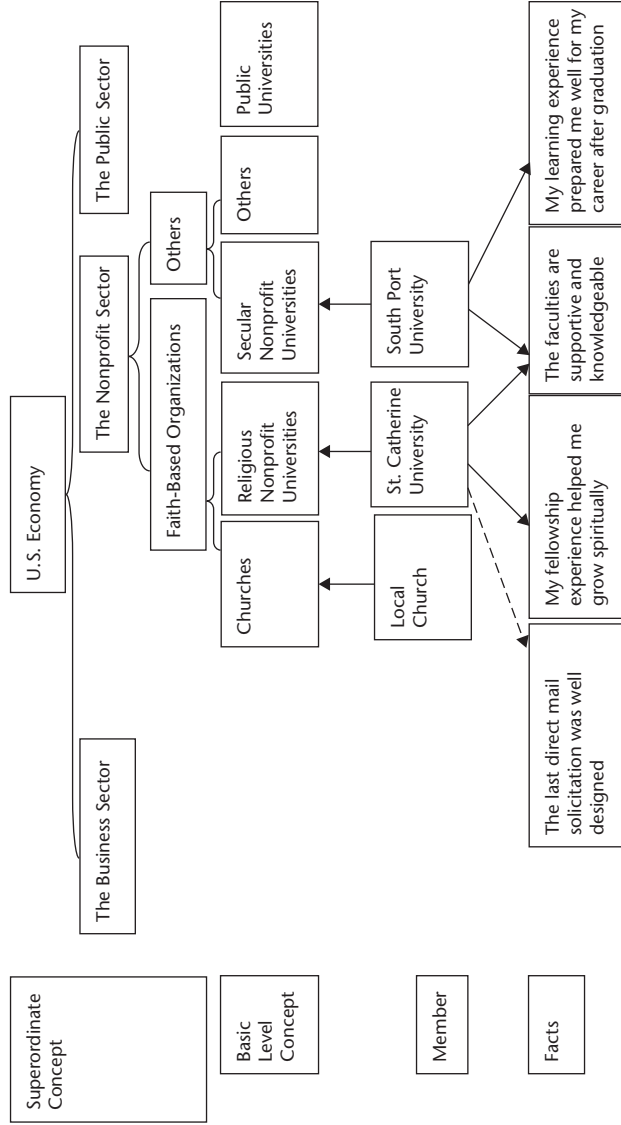 Superordinate
Concept
U.S. Economy
The Business Sector
The Nonprofit Sector
The Public Sector
Faith-Based Organizations
Others
Basic
Level
Concept
Churches
Religious
Nonprofit
Universities
Secular
Nonprofit
Universities
Others
Public
Universities
Member
Local
Church
St. Catherine
University
South Port
University
Facts
The last direct mail
solicitation was well
designed
My fellowship
experience helped me
grow spiritually
The faculties are
supportive and
knowledgeable
My learning experience
prepared me well for my
career after graduation